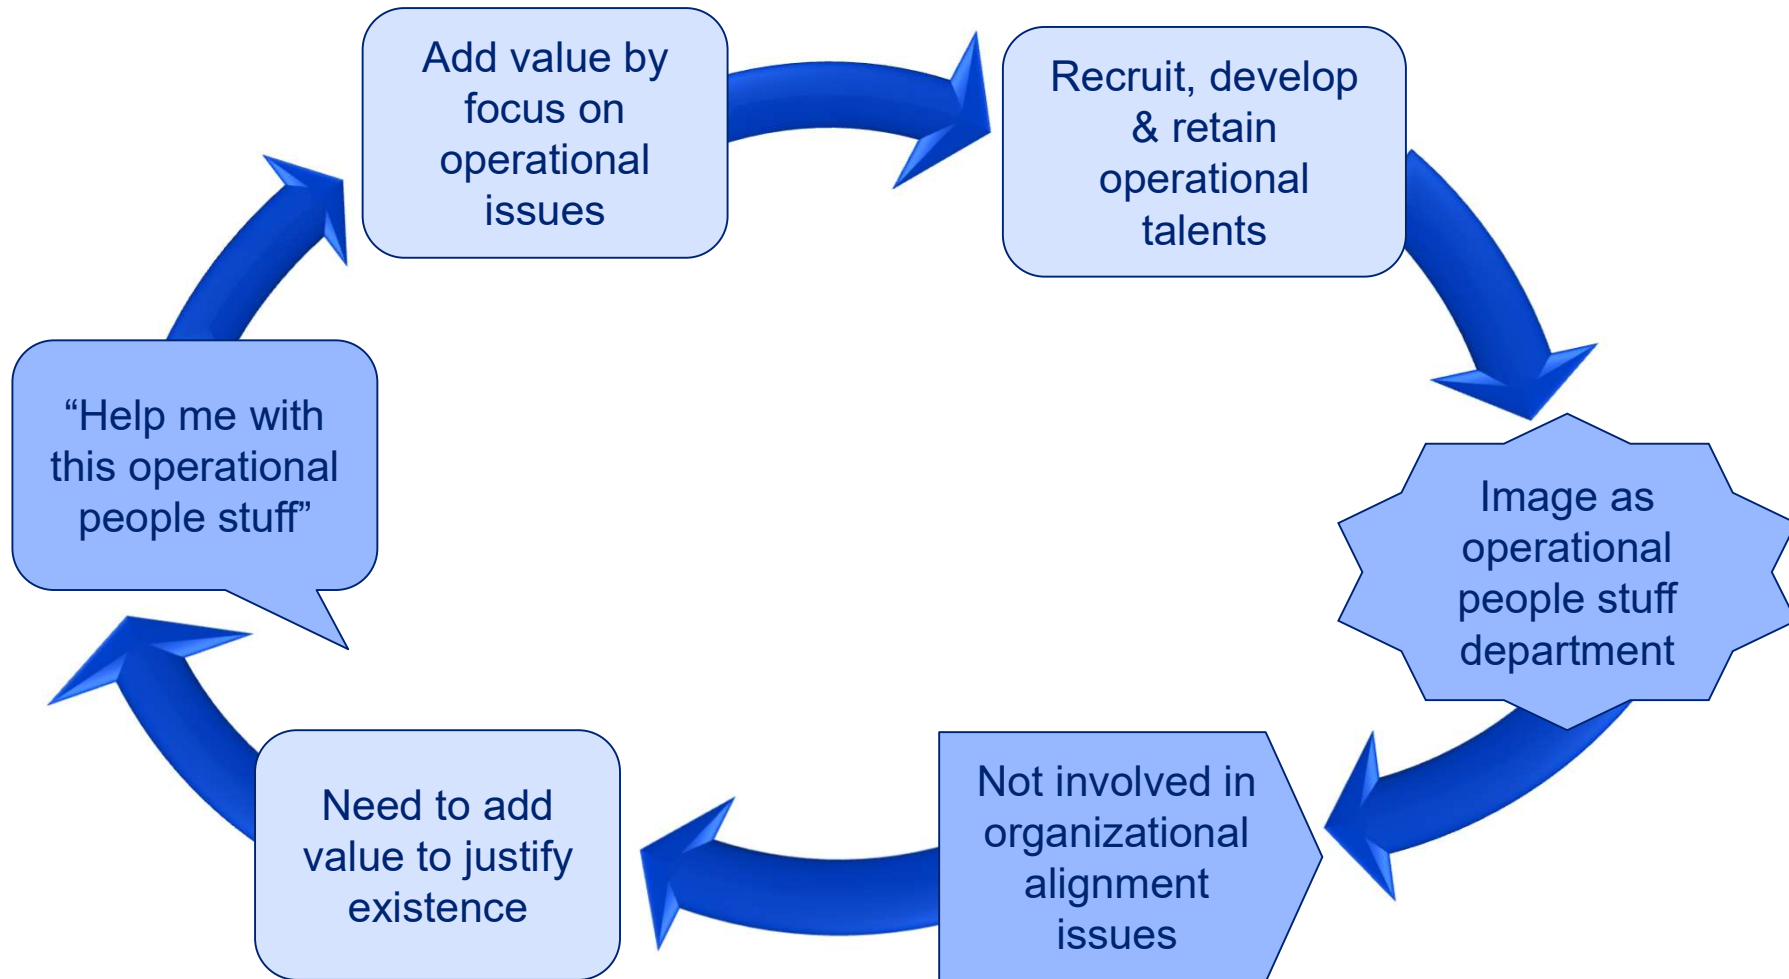 Add value by
focus on
operational
issues
Recruit, develop
& retain
operational
talents
Image as
operational
people stuff
department
Not involved in
organizational
alignment
issues
Need to add
value to justify
existence
“Help me with
this operational
people stuff”